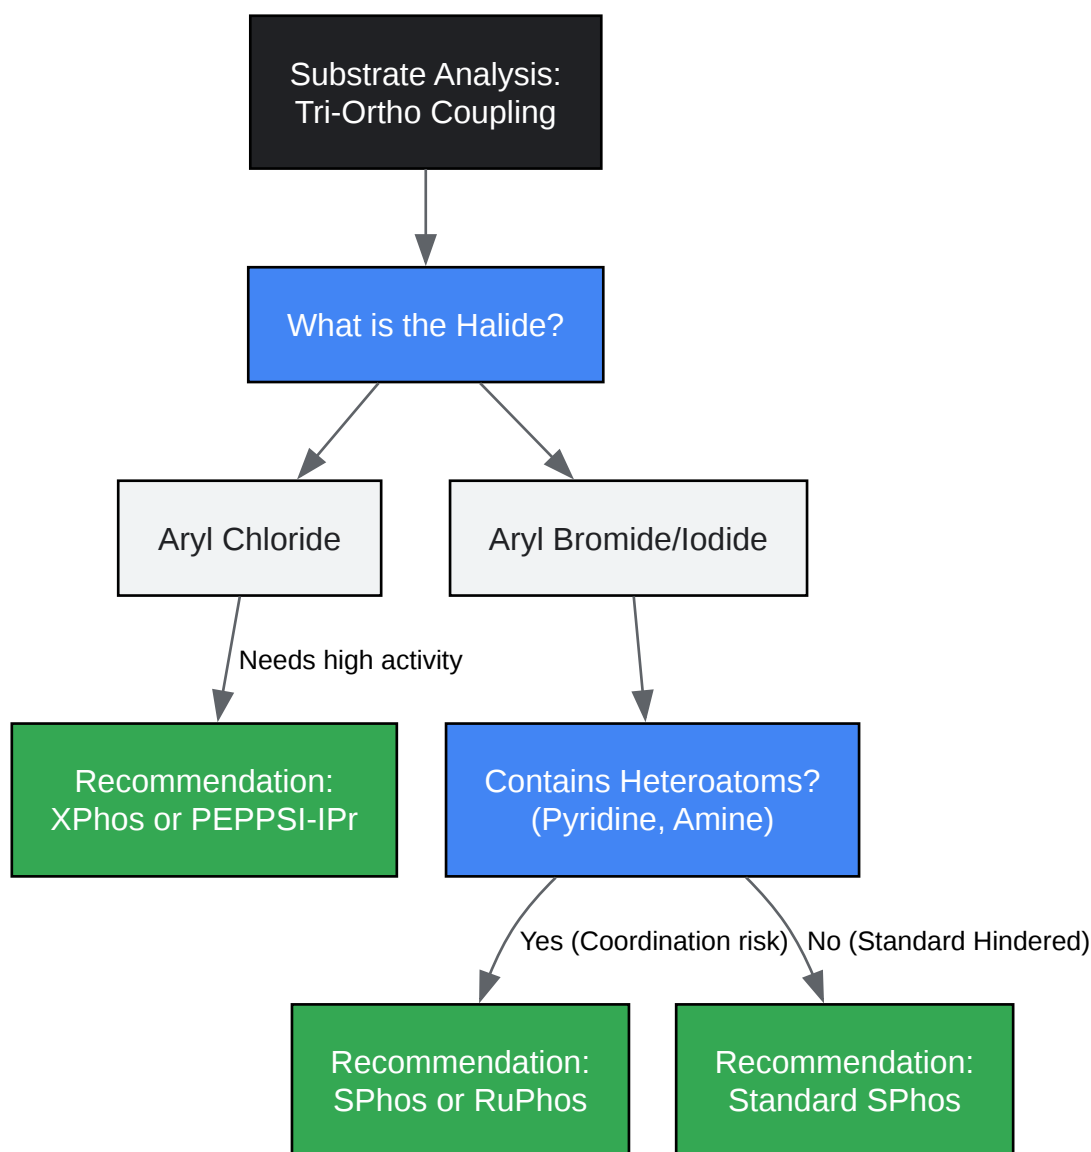 Substrate Analysis:
Tri-Ortho Coupling
What is the Halide?
Aryl Chloride
Aryl Bromide/Iodide
Needs high activity
Recommendation:
XPhos or PEPPSI-IPr
Contains Heteroatoms?
(Pyridine, Amine)
Yes (Coordination risk)
No (Standard Hindered)
Recommendation:
SPhos or RuPhos
Recommendation:
Standard SPhos